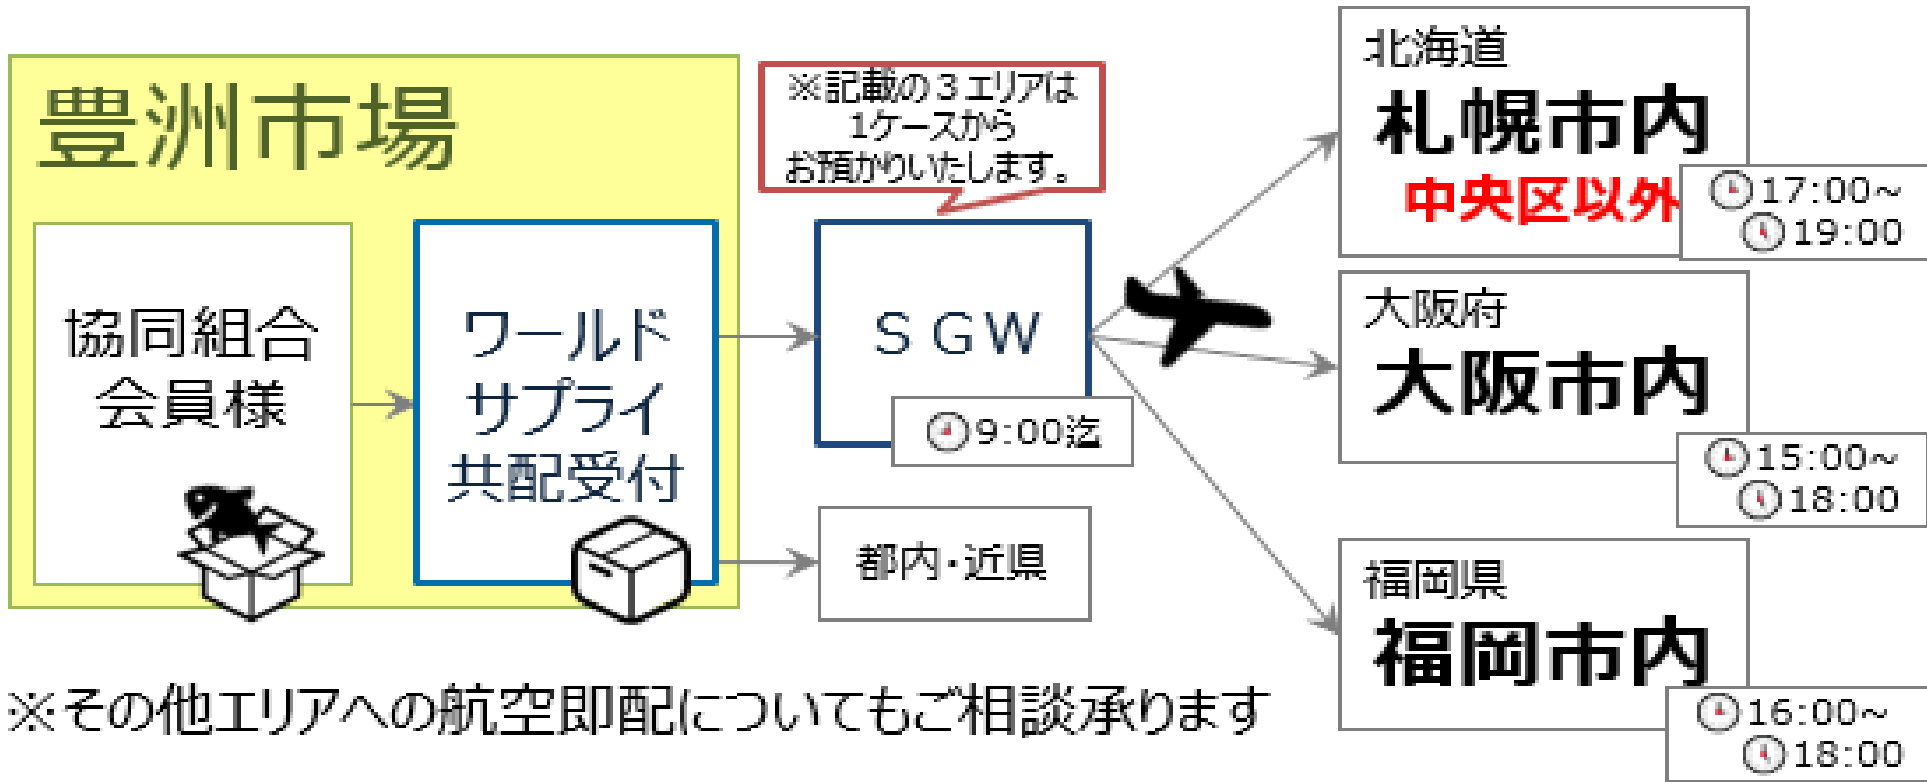 豊洲市場
協同組合
会員様
ワールド
サプライ
共配受付
※記載の3エリアは
1ケースから
お預かりいたします。
SGW
9:00迄
都内・近県
北海道
札幌市内
中央区以外
17:00~
19:00
大阪府
大阪市内
15:00~
18:00
福岡県
福岡市内
16:00~
18:00
※その他エリアへの航空即配についてもご相談承ります